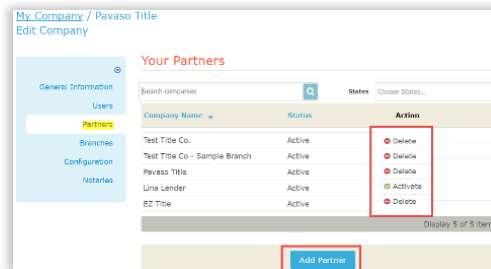 My Company / Pavaso Title
Edit Company
Your Partners
General Information
Users
Partners
Branches
Configuration
Notaries
Search companies
States Choose States...
Company Name Status Action
Test Title Co. Active Delete
Test Title Co - Sample Branch Active Delete
Pavaso Title Active Delete
Lina Lender Active Activate
EZ Title Active Delete
Display 5 of 5 iten
Add Partner